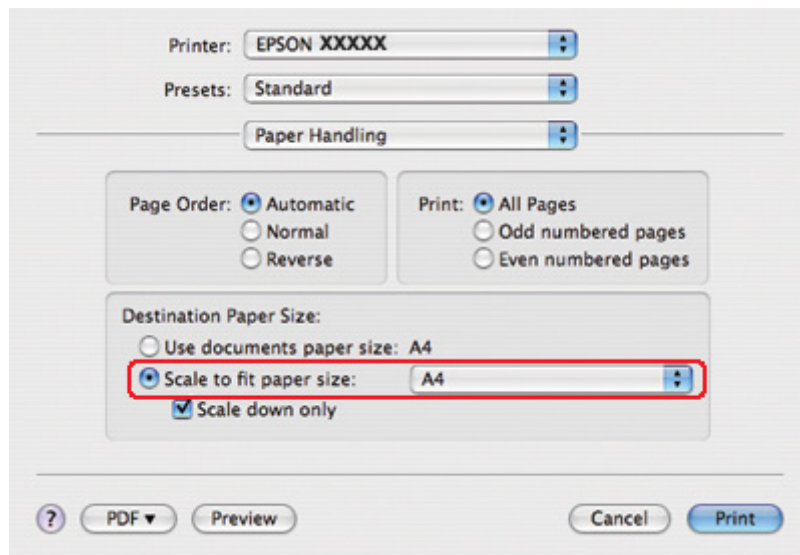 Printer: EPSON XXXXX
Presets: Standard
Paper Handling
Page Order: Automatic
Normal
Reverse
Print: All Pages
Odd numbered pages
Even numbered pages
Destination Paper Size:
Use documents paper size: A4
Scale to fit paper size: A4
Scale down only
? PDF▼ Preview Cancel Print